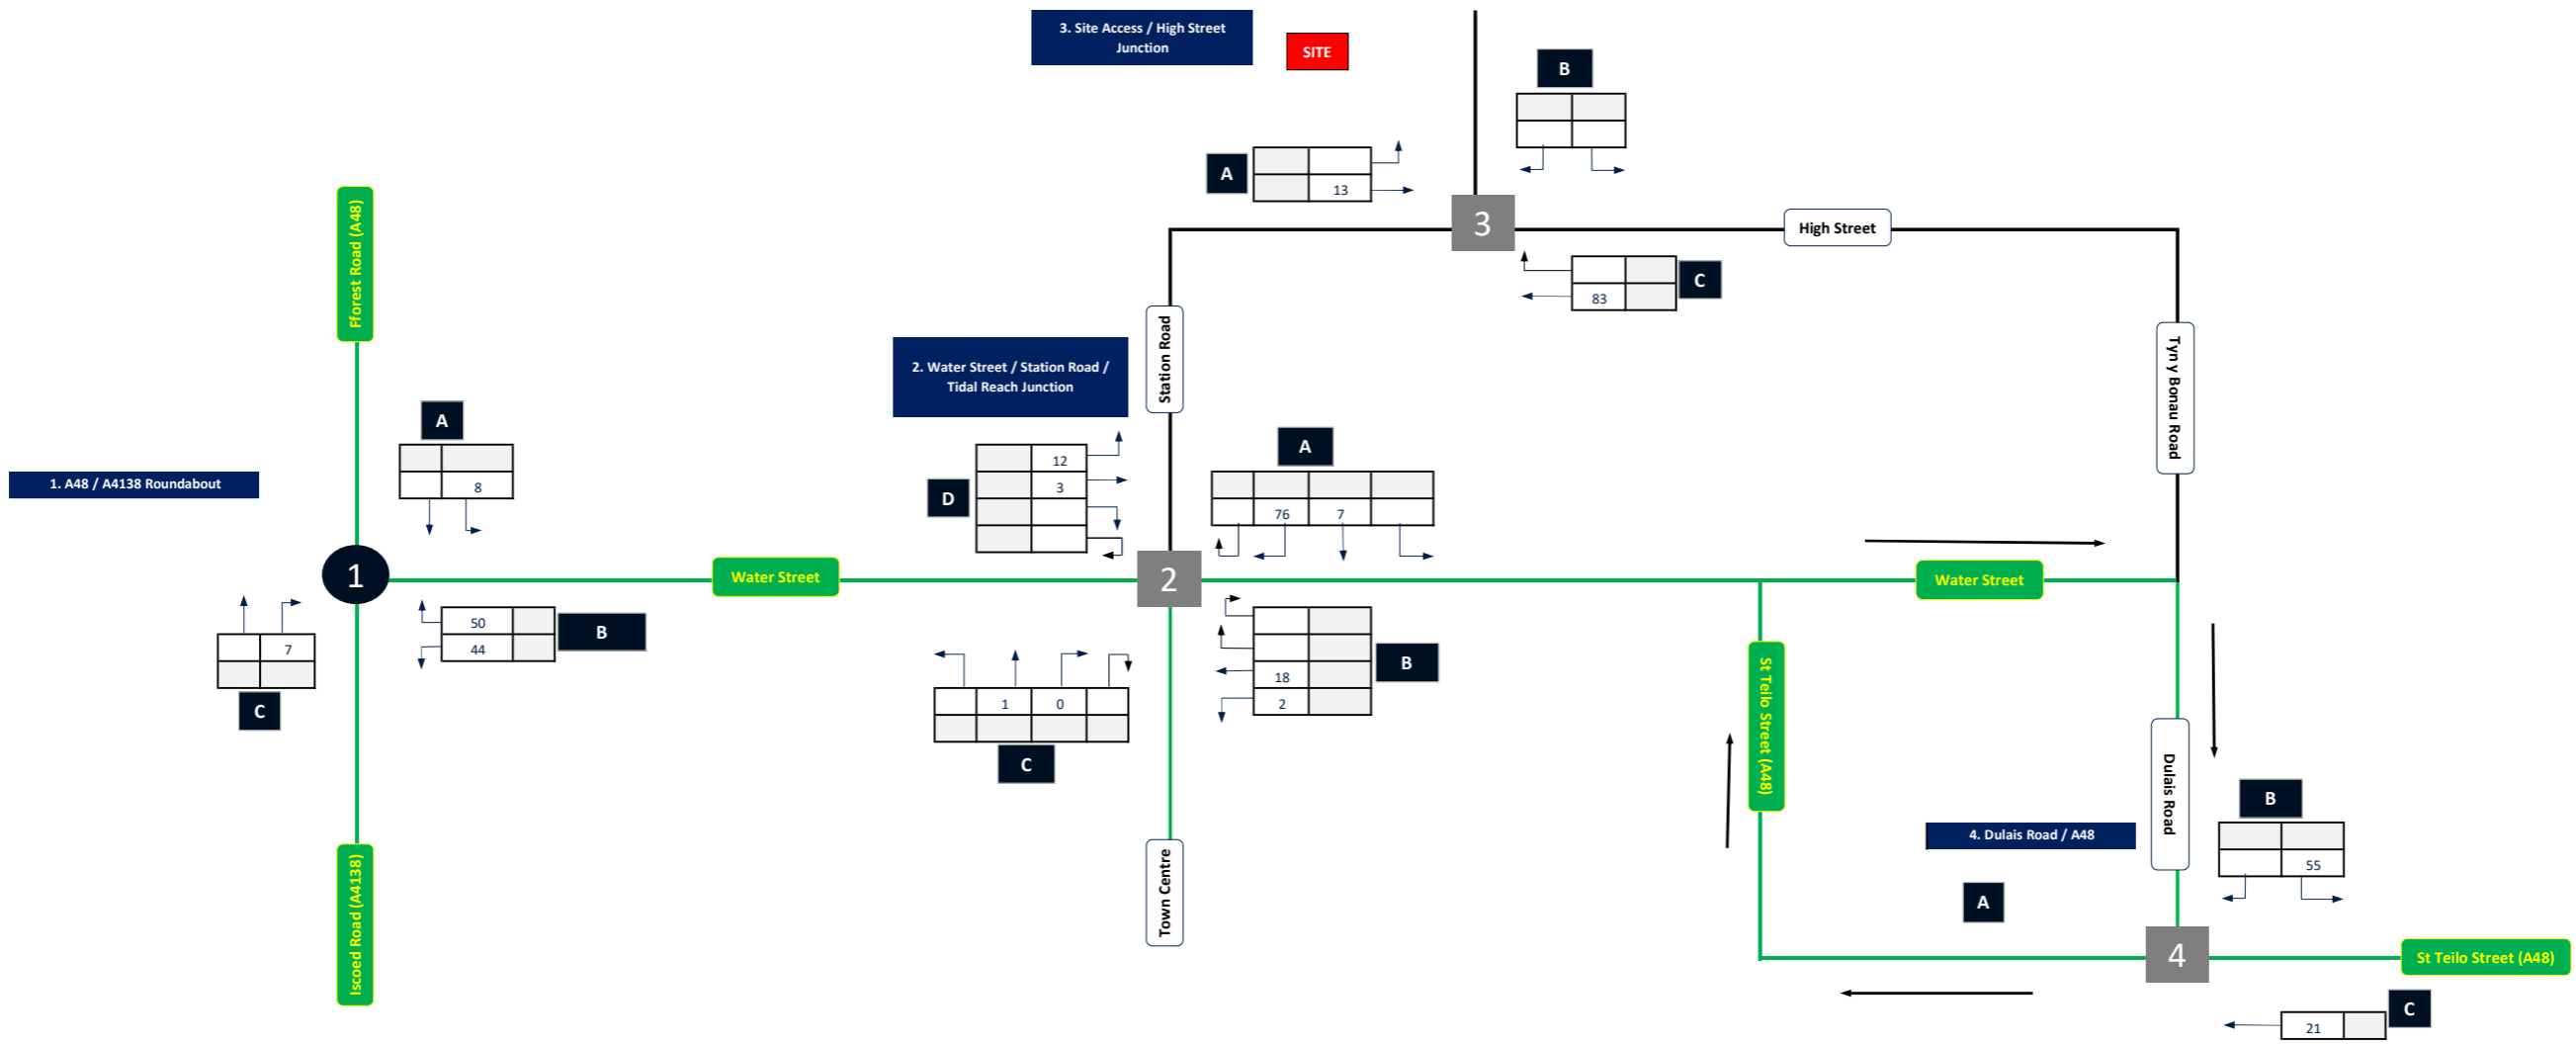 3. Site Access / High Street
Junction
SITE
B
A
13
3
High Street
C
83
Fforest Road (A48)
Station Road
Tyn y Bonau Road
2. Water Street / Station Road /
Tidal Reach Junction
A
8
1. A48 / A4138 Roundabout
D
12
3
A
76 7
1
Water Street
2
Water Street
B
50
44
C
7
B
18
2
C
1 0
St Teilo Street (A48)
Dulais Road
Iscoed Road (A4138)
Town Centre
4. Dulais Road / A48
B
55
A
4
St Teilo Street (A48)
C
21